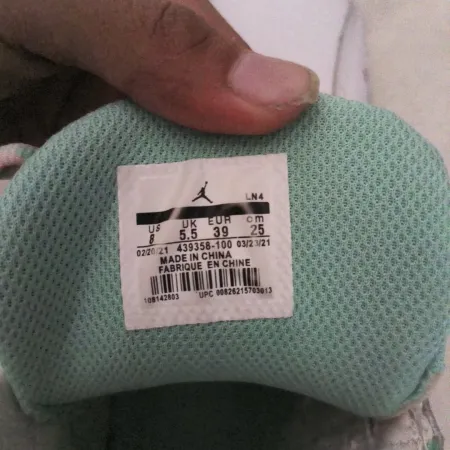 LN4
US UK EUR cm
8 5.5 39 25
02/20/21 439358-100 03/23/21
MADE IN CHINA
FABRIQUE EN CHINE
108142803 UPC 00826215703013